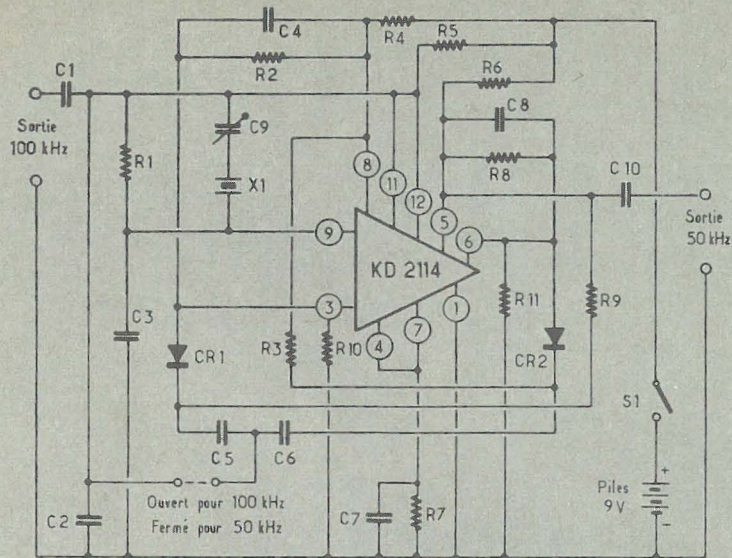 C4
R4
R2
R5
R6
C1
C8
Sortie
100 kHz
C9
R1
R8
C10
X1
8
11
12
5
6
Sortie
50 kHz
9
KD 2114
R11
R9
3
1
C3
7
4
CR1
R3
R10
CR2
S1
C5
C6
Piles
9V
+
−
Ouvert pour 100 kHz
Fermé pour 50 kHz
C2
C7
R7